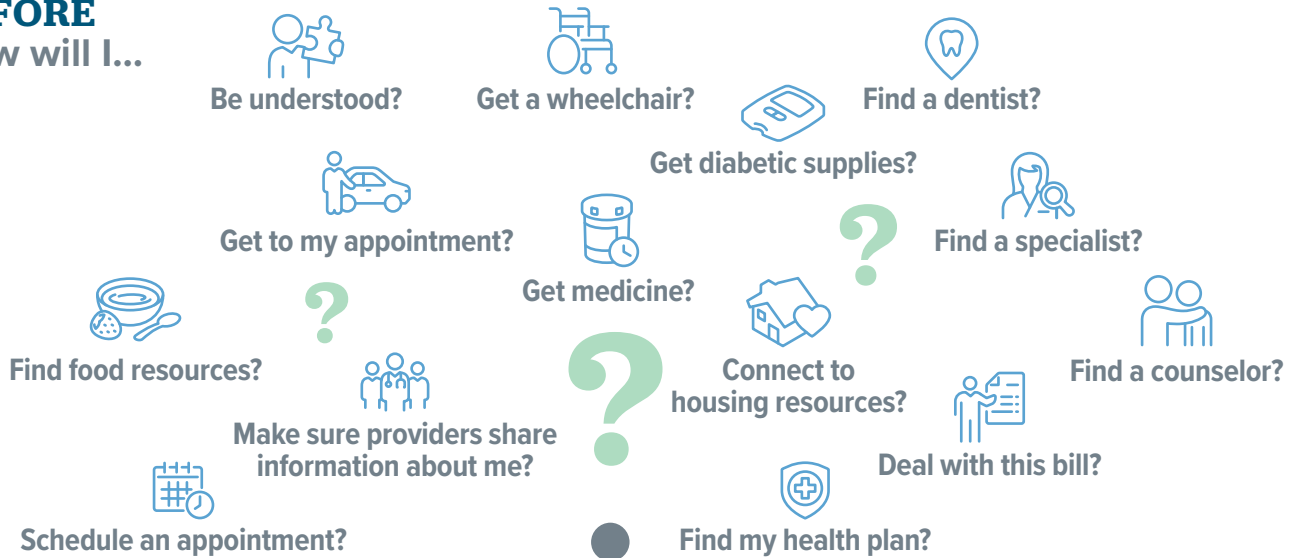 FORE
w will I...
Be understood?
Get a wheelchair?
Find a dentist?
Get diabetic supplies?
Get to my appointment?
Find a specialist?
Get medicine?
?
?
Find food resources?
?
Connect to
housing resources?
Find a counselor?
Make sure providers share
information about me?
Deal with this bill?
Schedule an appointment?
Find my health plan?